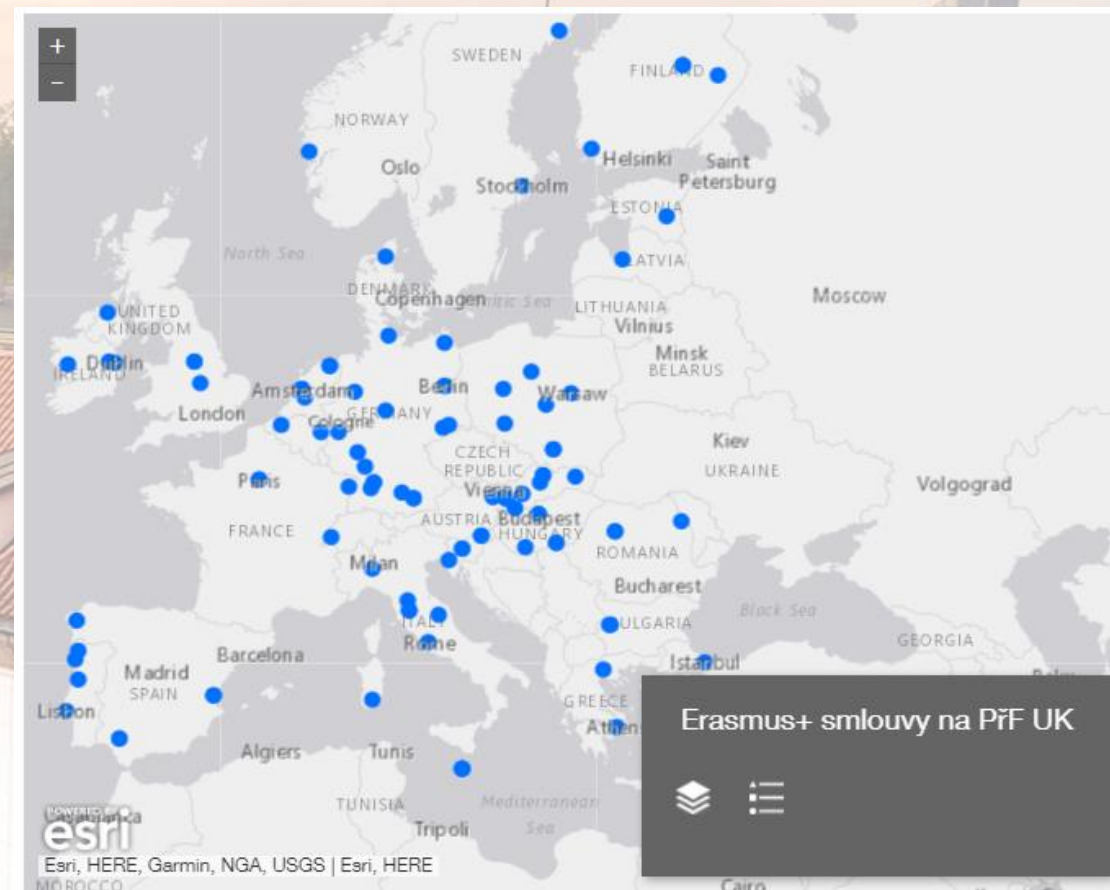 +
SWEDEN
FINLAND
−
NORWAY
Oslo
Helsinki
Saint
Petersburg
Stockholm
ESTONIA
North Sea
LATVIA
DENMARK
Copenhagen
Baltic Sea
LITHUANIA
Moscow
UNITED
KINGDOM
Vilnius
Minsk
BELARUS
Dublin
IRELAND
Amsterdam
Berlin
Warsaw
London
Cologne
GERMANY
Kiev
UKRAINE
CZECH
REPUBLIC
Paris
Vienna
Volgograd
AUSTRIA
Budapest
HUNGARY
FRANCE
ROMANIA
Milan
Bucharest
Black Sea
ITALY
BULGARIA
GEORGIA
Rome
Barcelona
Istanbul
Madrid
SPAIN
GREECE
Lisbon
Athens
Erasmus+ smlouvy na PřF UK
Algiers
Tunis
TUNISIA
Mediterranean
Sea
Casablanca
POWERED BY
esri
Tripoli
Esri, HERE, Garmin, NGA, USGS | Esri, HERE
MOROCCO
Cairo